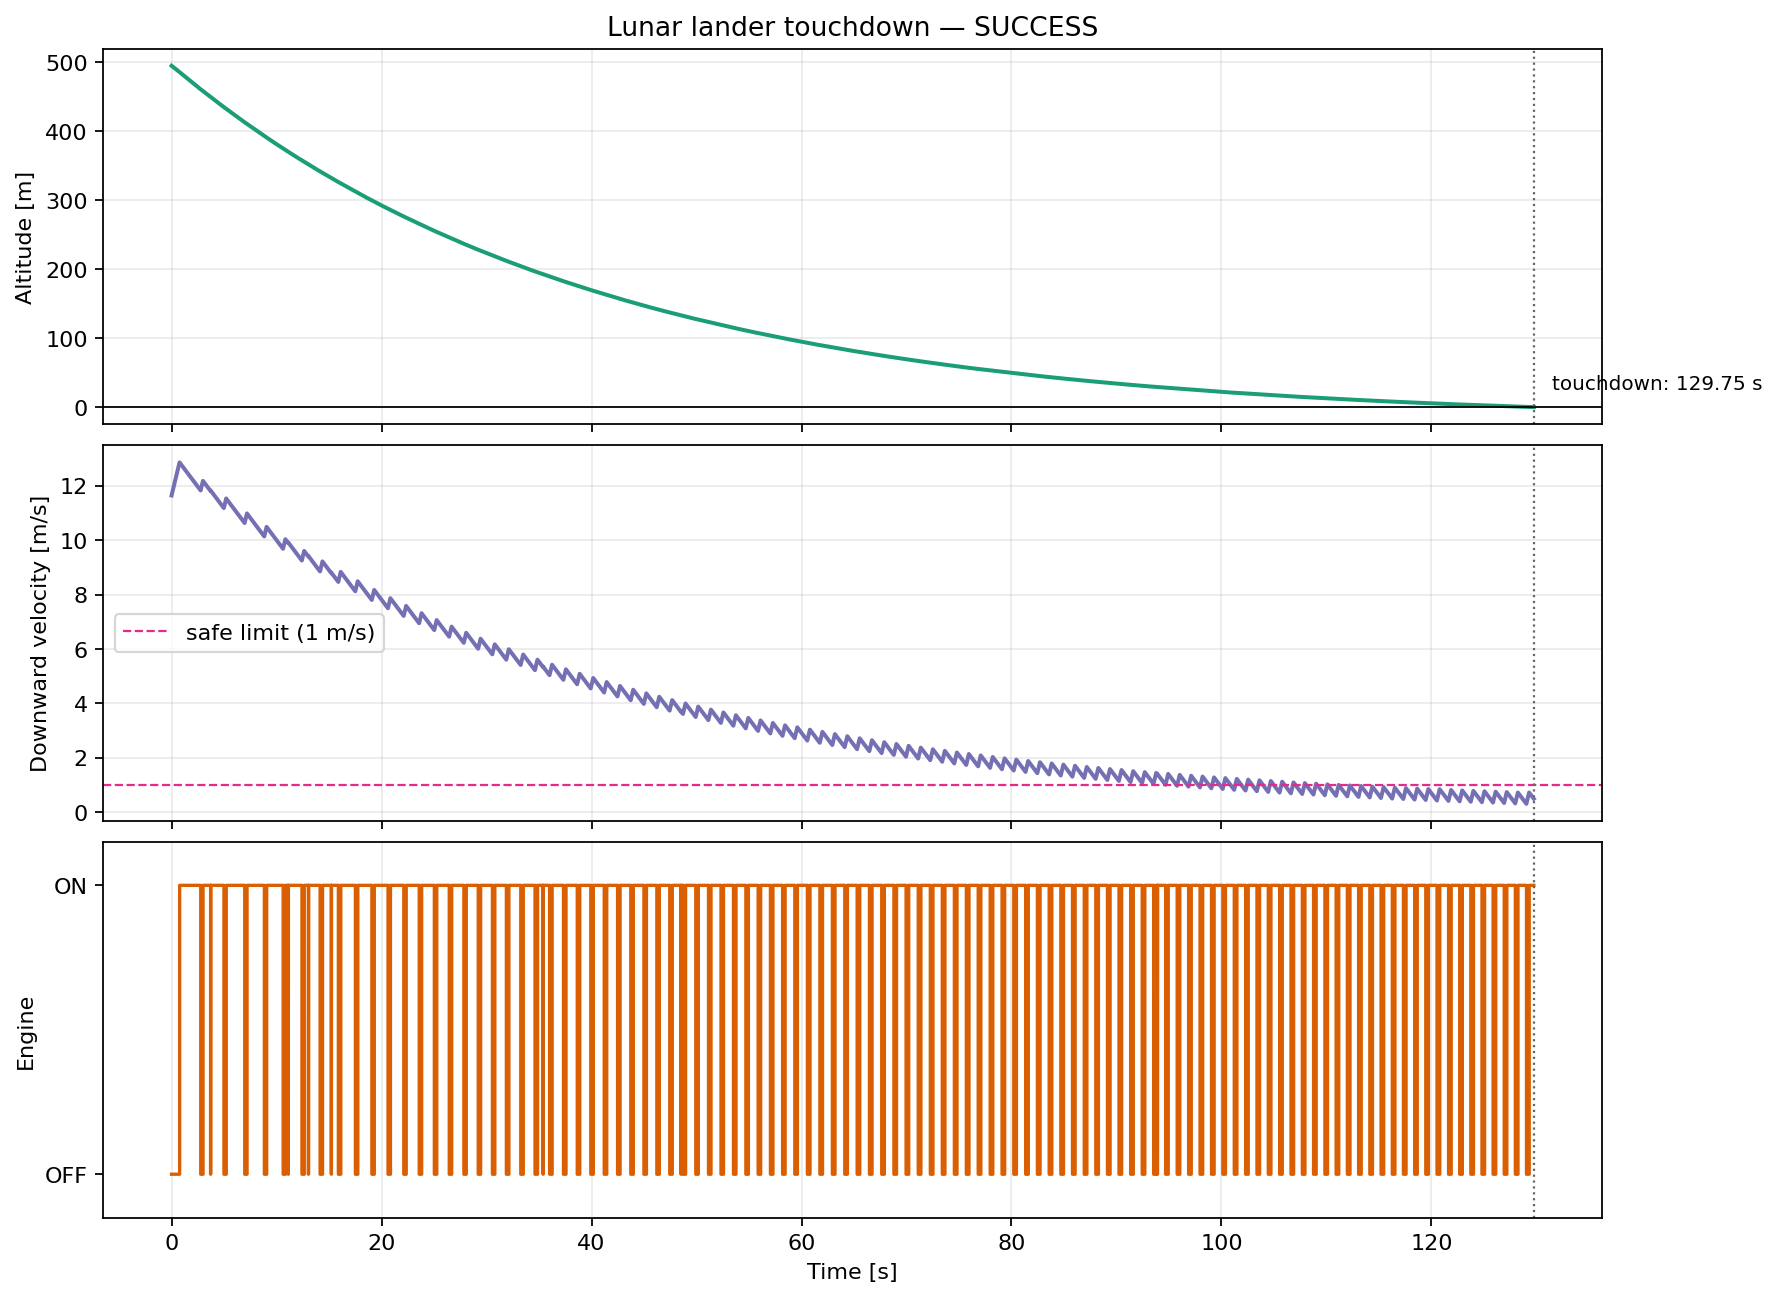 Lunar lander touchdown — SUCCESS
Altitude [m]
500
400
300
200
100
0
touchdown: 129.75 s
Downward velocity [m/s]
12
10
8
6
4
2
0
safe limit (1 m/s)
Engine
ON
OFF
0 20 40 60 80 100 120
Time [s]